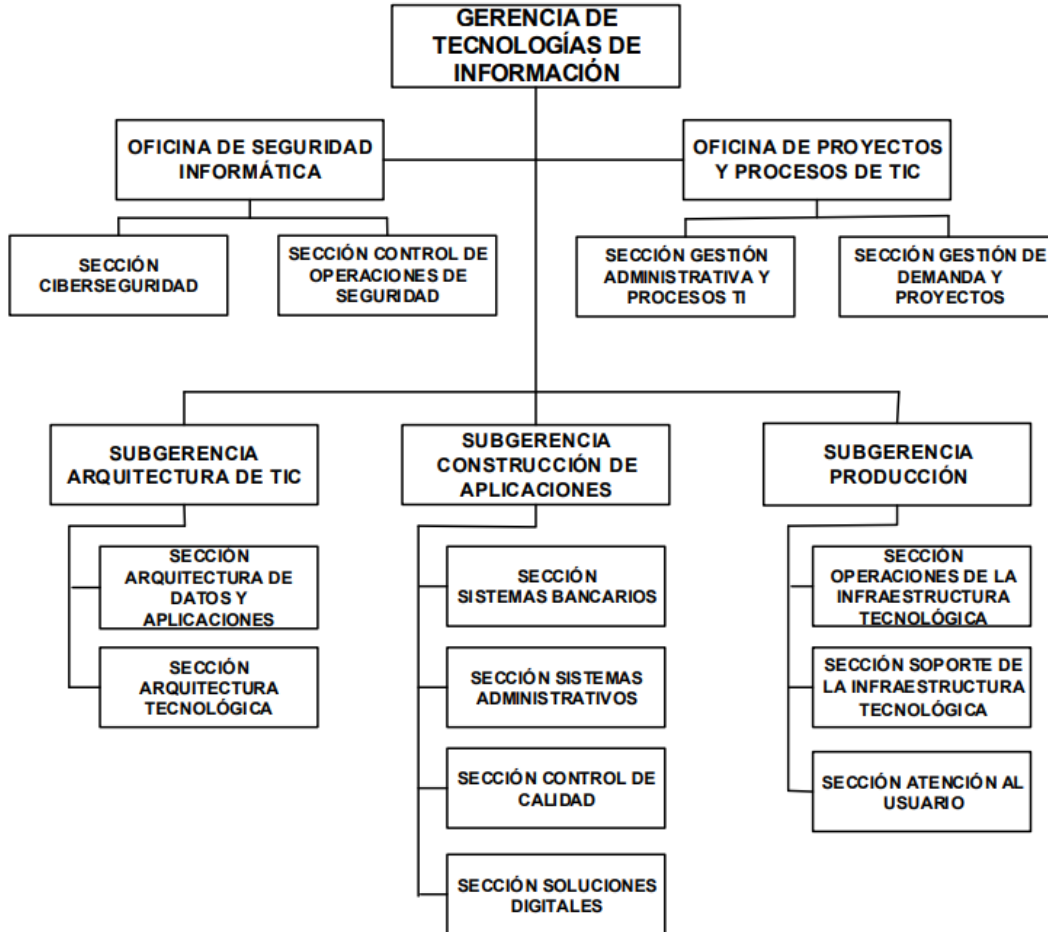 GERENCIA DE
TECNOLOGÍAS DE
INFORMACIÓN
OFICINA DE SEGURIDAD
INFORMÁTICA
OFICINA DE PROYECTOS
Y PROCESOS DE TIC
SECCIÓN
CIBERSEGURIDAD
SECCIÓN CONTROL DE
OPERACIONES DE
SEGURIDAD
SECCIÓN GESTIÓN
ADMINISTRATIVA Y
PROCESOS TI
SECCIÓN GESTIÓN DE
DEMANDA Y
PROYECTOS
SUBGERENCIA
ARQUITECTURA DE TIC
SECCIÓN
ARQUITECTURA DE
DATOS Y
APLICACIONES
SECCIÓN
ARQUITECTURA
TECNOLÓGICA
SUBGERENCIA
CONSTRUCCIÓN DE
APLICACIONES
SECCIÓN
SISTEMAS BANCARIOS
SECCIÓN SISTEMAS
ADMINISTRATIVOS
SECCIÓN CONTROL DE
CALIDAD
SECCIÓN SOLUCIONES
DIGITALES
SUBGERENCIA
PRODUCCIÓN
SECCIÓN
OPERACIONES DE LA
INFRAESTRUCTURA
TECNOLÓGICA
SECCIÓN SOPORTE DE
LA INFRAESTRUCTURA
TECNOLÓGICA
SECCIÓN ATENCIÓN AL
USUARIO